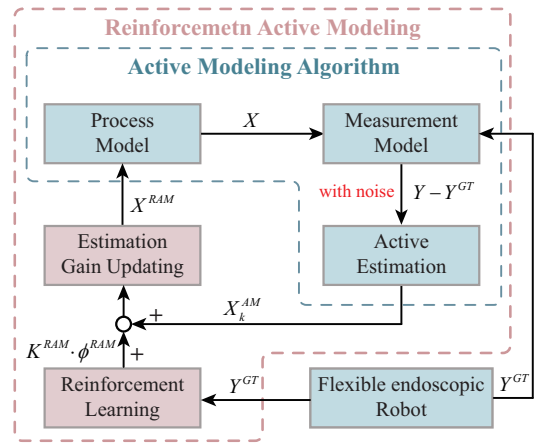 Reinforcemetn Active Modeling
Active Modeling Algorithm
Process
Model
X
Measurement
Model
with noise
Y – Y^{GT}
X^{RAM}
Estimation
Gain Updating
Active
Estimation
X_k^{AM}
+
K^{RAM}·ϕ^{RAM}
+
Reinforcement
Learning
Y^{GT}
Flexible endoscopic
Robot
Y^{GT}